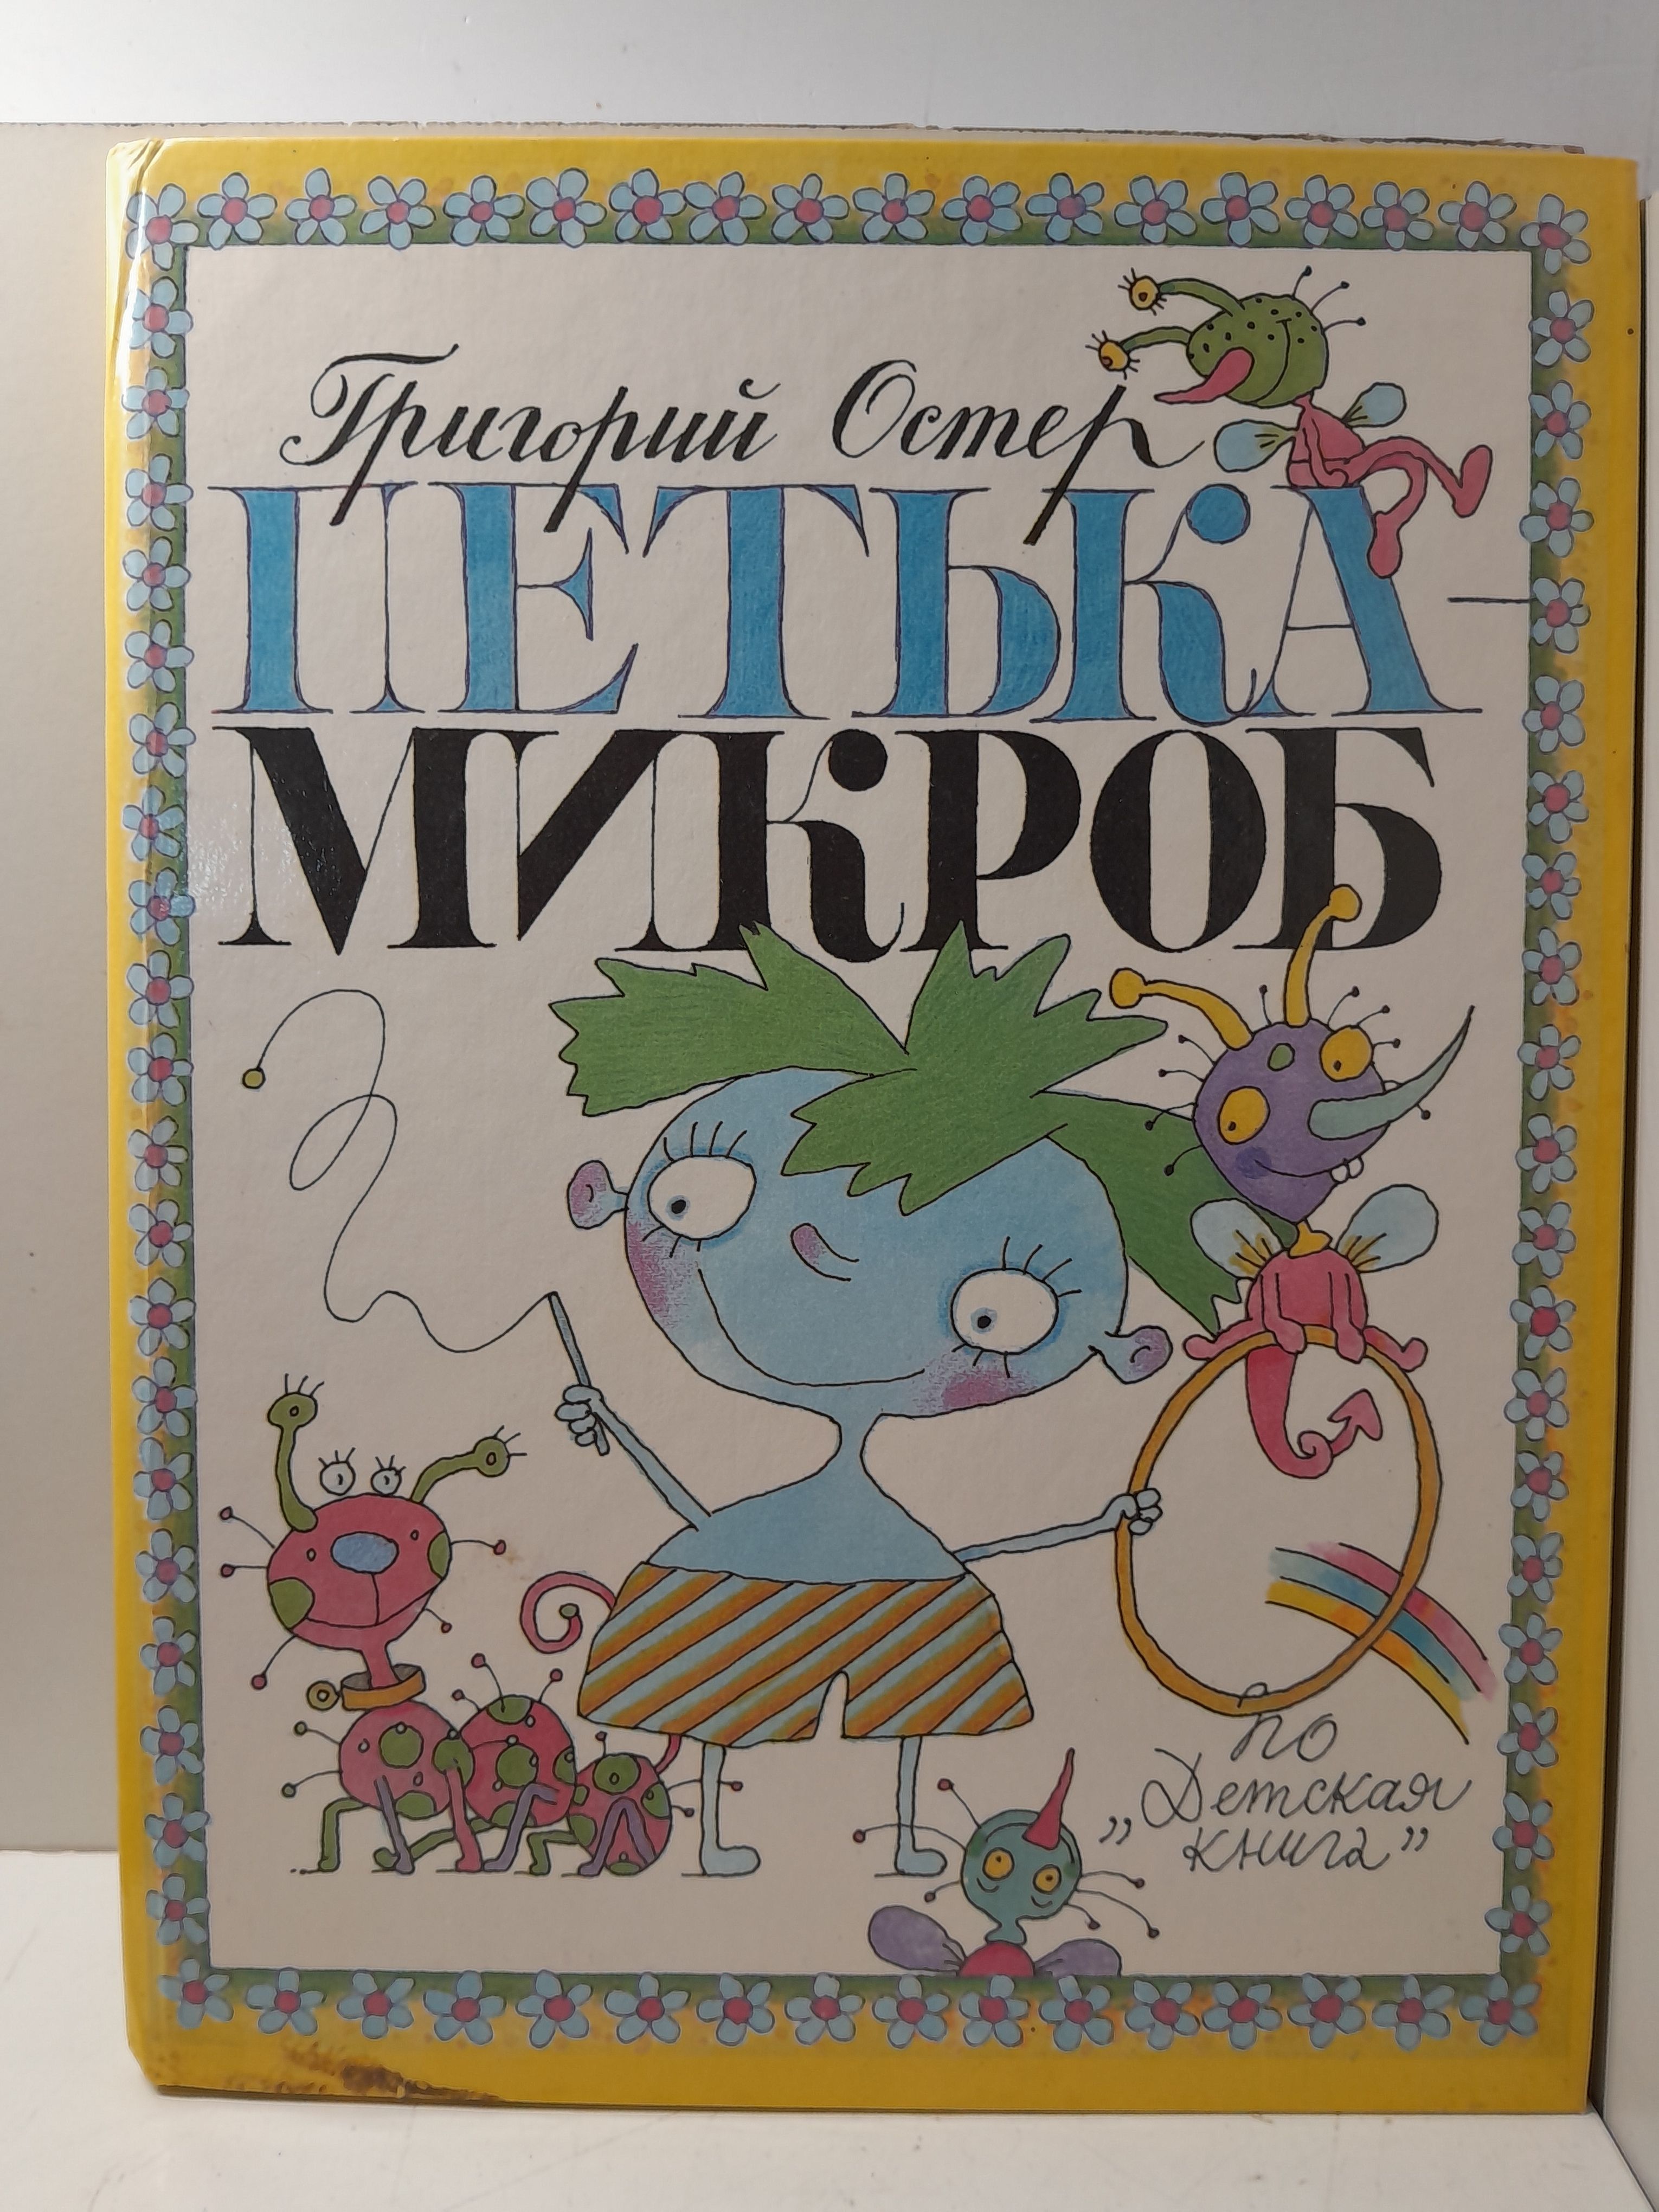 Григорий Остер
ПЕТЬКА-
МИКРОБ
по
„Детская
книга”